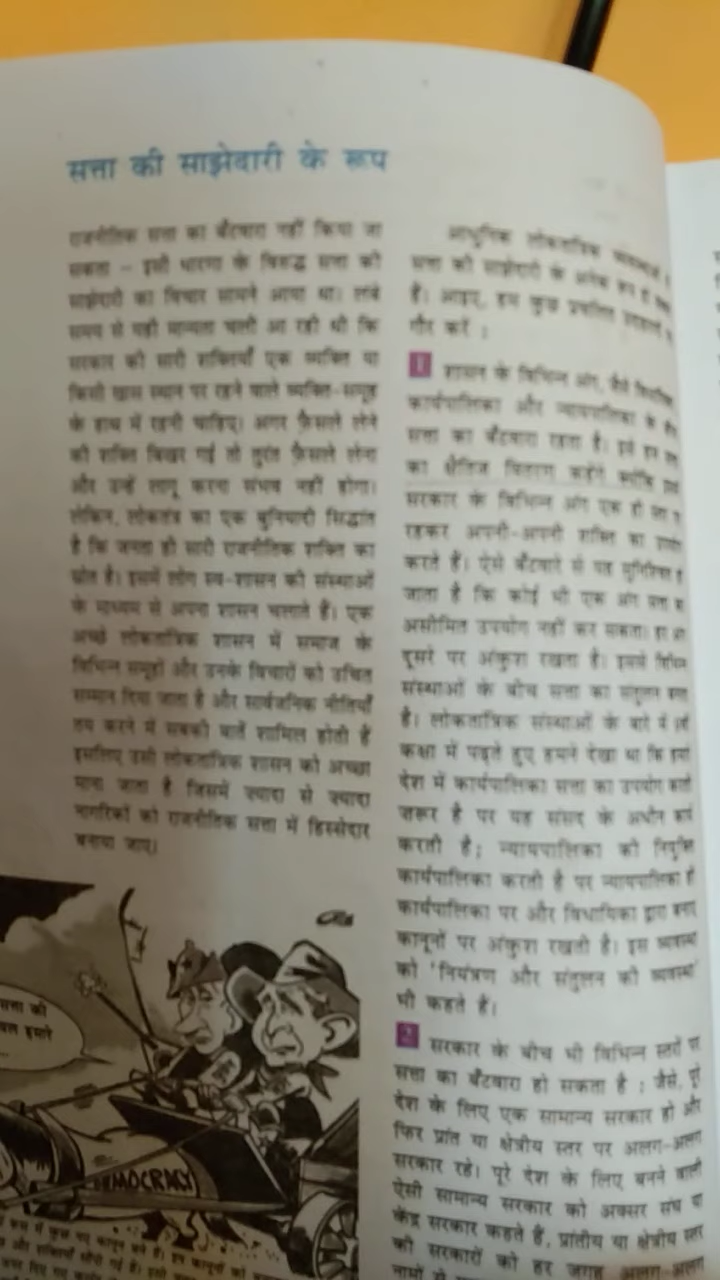 सत्ता की साझेदारी के रूप
राजनीतिक सत्ता का बँटवारा नहीं किया जा
सकता – इसी धारणा के विरुद्ध सत्ता की
साझेदारी का विचार सामने आया था। लंबे
समय से यही मान्यता चली आ रही थी कि
सरकार की सारी शक्तियाँ एक व्यक्ति या
किसी खास स्थान पर रहने वाले व्यक्ति-समूह
के हाथ में रहनी चाहिए। अगर फ़ैसले लेने
की शक्ति बिखर गई तो तुरंत फ़ैसले लेना
और उन्हें लागू करना संभव नहीं होगा।
लेकिन, लोकतंत्र का एक बुनियादी सिद्धांत
है कि जनता ही सारी राजनीतिक शक्ति का
स्रोत है। इसमें लोग स्व-शासन की संस्थाओं
के माध्यम से अपना शासन चलाते हैं। एक
अच्छे लोकतांत्रिक शासन में समाज के
विभिन्न समूहों और उनके विचारों को उचित
सम्मान दिया जाता है और सार्वजनिक नीतियाँ
तय करने में सबकी बातें शामिल होती हैं
इसलिए उसी लोकतांत्रिक शासन को अच्छा
माना जाता है जिसमें ज्यादा से ज्यादा
नागरिकों को राजनीतिक सत्ता में हिस्सेदार
बनाया जाए।
सत्ता की
हमारे
DEMOCRACY
आधुनिक लोकतांत्रिक
सत्ता की साझेदारी के अनेक रूप हो
हैं। आइए, हम कुछ प्रचलित
गौर करें :
1 शासन के विभिन्न अंग, जैसे
कार्यपालिका और न्यायपालिका के बीच
सत्ता का बँटवारा रहता है। इसे हम
का क्षैतिज वितरण कहेंगे क्योंकि
सरकार के विभिन्न अंग एक ही
रहकर अपनी-अपनी शक्ति का
करते हैं। ऐसे बँटवारे से यह सुनिश्चित हो
जाता है कि कोई भी एक अंग सत्ता का
असीमित उपयोग नहीं कर सकता। हर अंग
दूसरे पर अंकुश रखता है। इससे विभिन्न
संस्थाओं के बीच सत्ता का संतुलन बनता
है। लोकतांत्रिक संस्थाओं के बारे में
कक्षा में पढ़ते हुए हमने देखा था कि हमारे
देश में कार्यपालिका सत्ता का उपयोग करती
ज़रूर है पर यह संसद के अधीन कार्य
करती है; न्यायपालिका की नियुक्ति
कार्यपालिका करती है पर न्यायपालिका ही
कार्यपालिका पर और विधायिका द्वारा बनाए
कानूनों पर अंकुश रखती है। इस व्यवस्था
को 'नियंत्रण और संतुलन की व्यवस्था'
भी कहते हैं।
2 सरकार के बीच भी विभिन्न स्तरों पर
सत्ता का बँटवारा हो सकता है : जैसे, पूरे
देश के लिए एक सामान्य सरकार हो और
फिर प्रांत या क्षेत्रीय स्तर पर अलग-अलग
सरकार रहे। पूरे देश के लिए बनने वाली
ऐसी सामान्य सरकार को अक्सर संघ या
केंद्र सरकार कहते हैं, प्रांतीय या क्षेत्रीय स्तर
की सरकारों को हर जगह अलग-अलग
नामों से